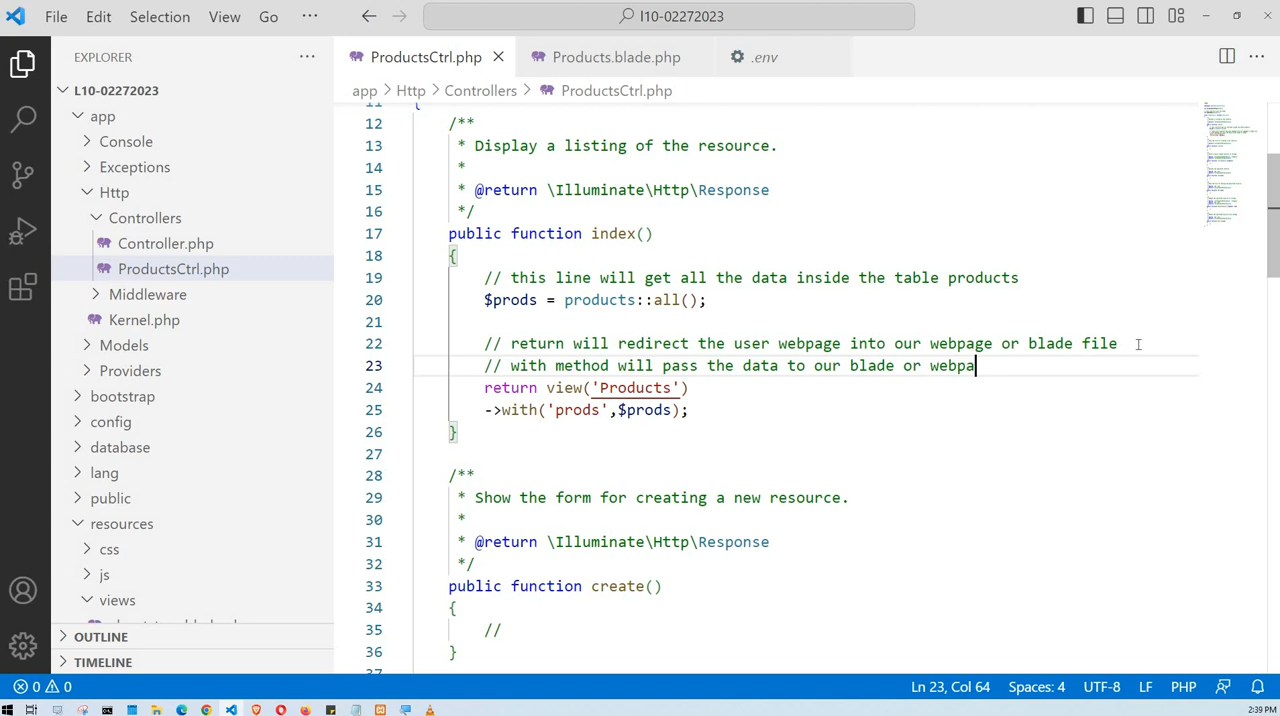 File Edit Selection View Go ··· l10-02272023
EXPLORER ···
ProductsCtrl.php
Products.blade.php
.env
L10-02272023
app > Http > Controllers > ProductsCtrl.php
app
Console
Exceptions
Http
Controllers
Controller.php
ProductsCtrl.php
Middleware
Kernel.php
Models
Providers
bootstrap
config
database
lang
public
resources
css
js
views
OUTLINE
TIMELINE
11 {
12 /**
13 * Display a listing of the resource.
14 *
15 * @return \Illuminate\Http\Response
16 */
17 public function index()
18 {
19 // this line will get all the data inside the table products
20 $prods = products::all();
21
22 // return will redirect the user webpage into our webpage or blade file
23 // with method will pass the data to our blade or webpa
24 return view('Products')
25 ->with('prods',$prods);
26 }
27
28 /**
29 * Show the form for creating a new resource.
30 *
31 * @return \Illuminate\Http\Response
32 */
33 public function create()
34 {
35 //
36 }
0 0 Ln 23, Col 64 Spaces: 4 UTF-8 LF PHP
2:39 PM